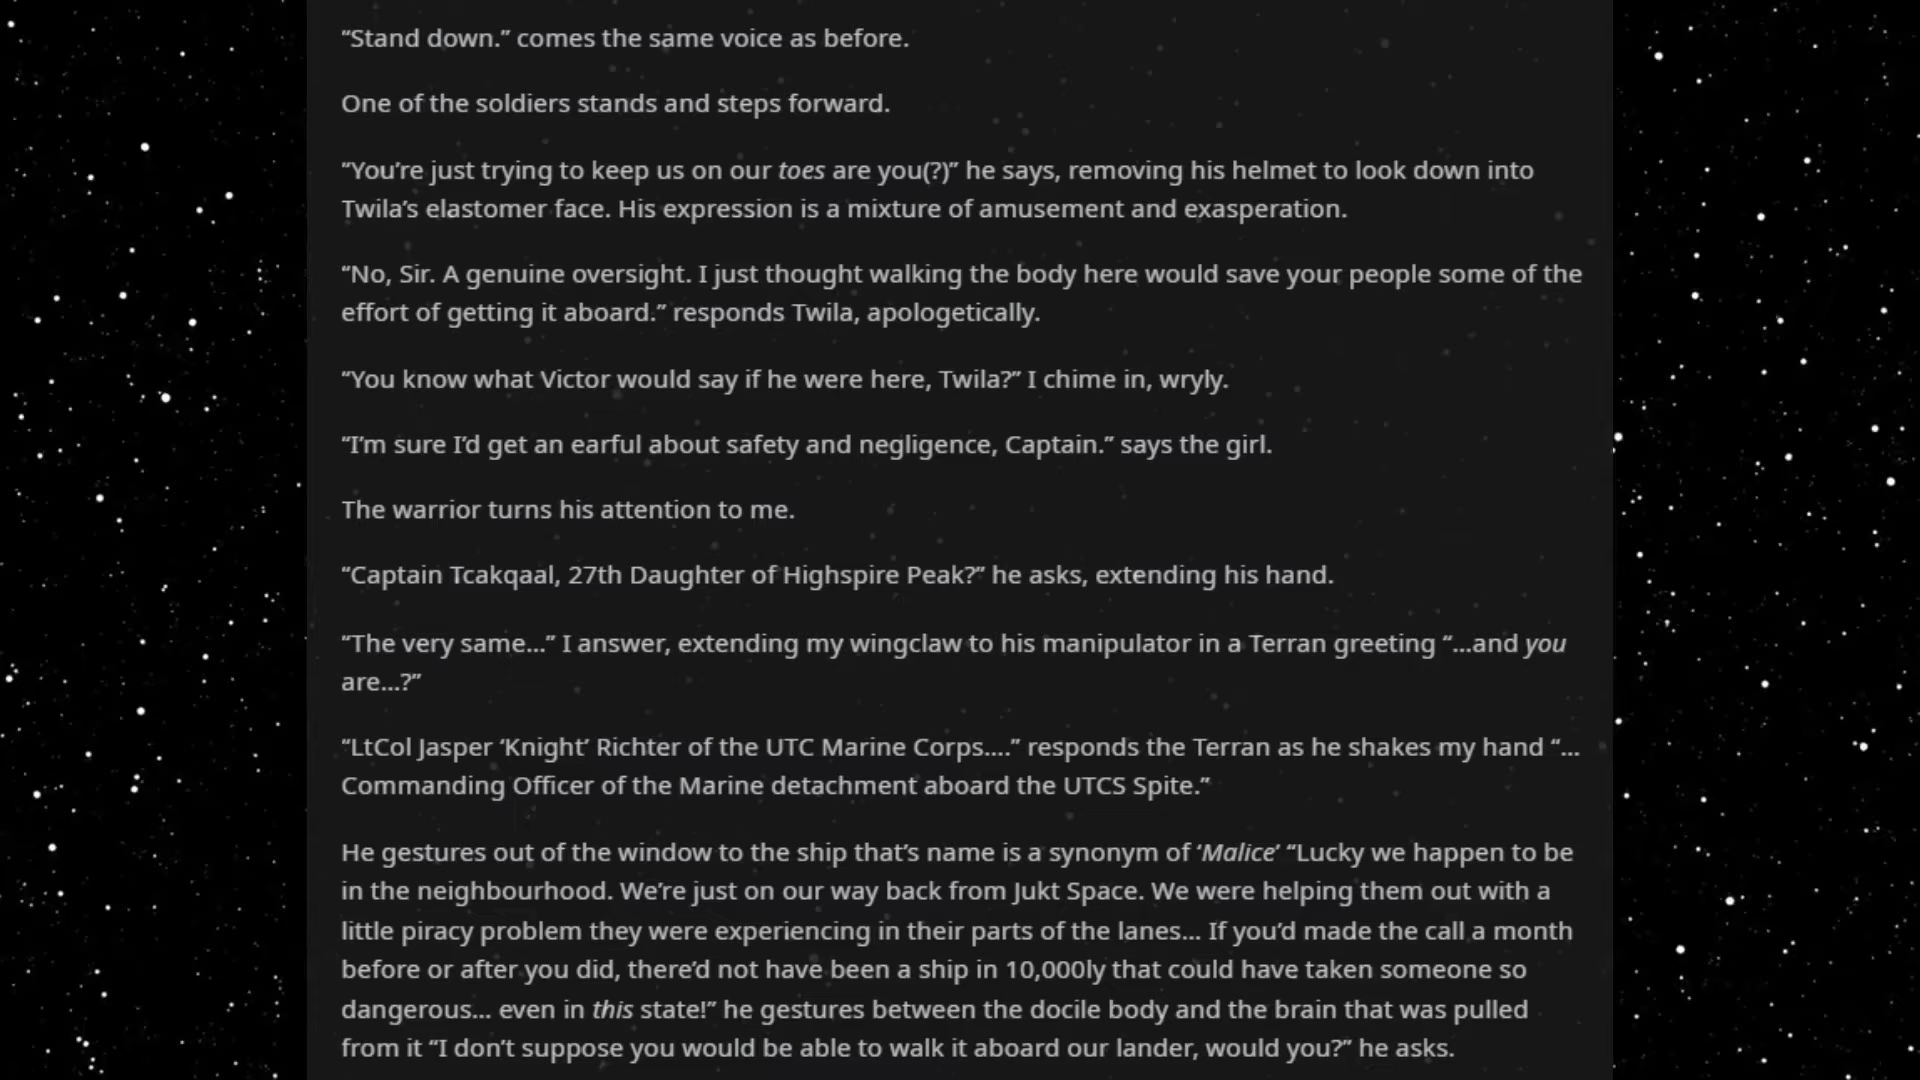 “Stand down.” comes the same voice as before.
One of the soldiers stands and steps forward.
“You’re just trying to keep us on our toes are you(?)” he says, removing his helmet to look down into
Twila’s elastomer face. His expression is a mixture of amusement and exasperation.
“No, Sir. A genuine oversight. I just thought walking the body here would save your people some of the
effort of getting it aboard.” responds Twila, apologetically.
“You know what Victor would say if he were here, Twila?” I chime in, wryly.
“I’m sure I’d get an earful about safety and negligence, Captain.” says the girl.
The warrior turns his attention to me.
“Captain Tcakqaal, 27th Daughter of Highspire Peak?” he asks, extending his hand.
“The very same...” I answer, extending my wingclaw to his manipulator in a Terran greeting “...and you
are...?”
“LtCol Jasper ‘Knight’ Richter of the UTC Marine Corps....” responds the Terran as he shakes my hand “...
Commanding Officer of the Marine detachment aboard the UTCS Spite.”
He gestures out of the window to the ship that’s name is a synonym of ‘Malice’ “Lucky we happen to be
in the neighbourhood. We’re just on our way back from Jukt Space. We were helping them out with a
little piracy problem they were experiencing in their parts of the lanes... If you’d made the call a month
before or after you did, there’d not have been a ship in 10,000ly that could have taken someone so
dangerous... even in this state!” he gestures between the docile body and the brain that was pulled
from it “I don’t suppose you would be able to walk it aboard our lander, would you?” he asks.